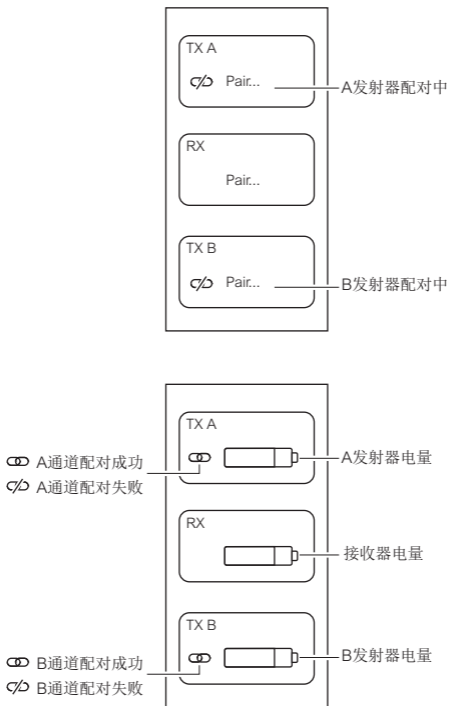 TX A
Pair...
A发射器配对中
RX
Pair...
TX B
Pair...
B发射器配对中
TX A
A通道配对成功
A通道配对失败
A发射器电量
RX
接收器电量
TX B
B通道配对成功
B通道配对失败
B发射器电量